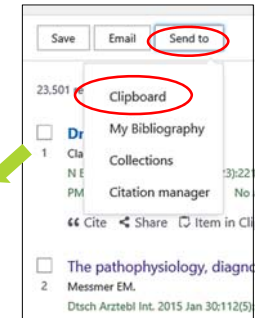 Save Email Send to
23,501
Clipboard
Dr
My Bibliography
1 Cla
Collections
N E 3):221
PM Citation manager No
Cite Share Item in Cli
The pathophysiology, diagno
2 Messmer EM.
Dtsch Arztebl Int. 2015 Jan 30;112(5):